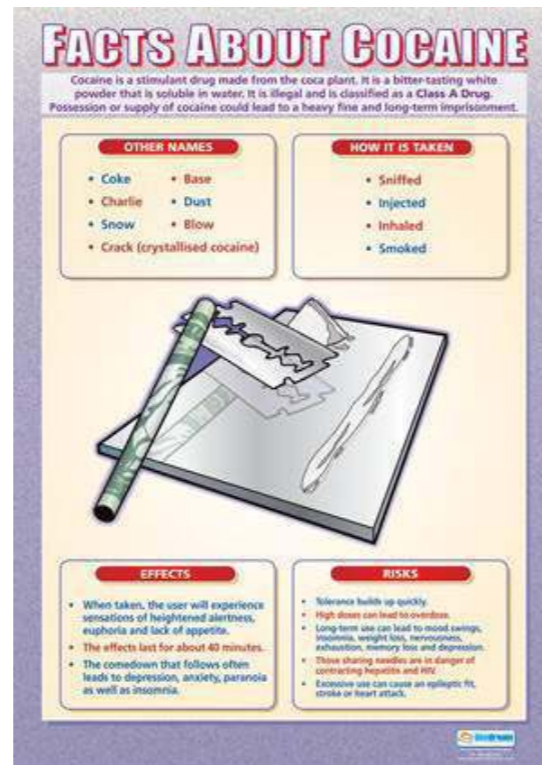 FACTS ABOUT COCAINE
Cocaine is a stimulant drug made from the coca plant. It is a bitter-tasting white
powder that is soluble in water. It is illegal and is classified as a Class A Drug.
Possession or supply of cocaine could lead to a heavy fine and long-term imprisonment.
OTHER NAMES
• Coke
• Base
• Charlie
• Dust
• Snow
• Blow
• Crack (crystallised cocaine)
HOW IT IS TAKEN
• Sniffed
• Injected
• Inhaled
• Smoked
EFFECTS
• When taken, the user will experience
sensations of heightened alertness,
euphoria and lack of appetite.
• The effects last for about 40 minutes.
• The comedown that follows often
leads to depression, anxiety, paranoia
as well as insomnia.
RISKS
• Tolerance builds up quickly.
• High doses can lead to overdose.
• Long-term use can lead to mood swings,
insomnia, weight loss, nervousness,
exhaustion, memory loss and depression.
• Those sharing needles are in danger of
contracting hepatitis and HIV.
• Excessive use can cause an epileptic fit,
stroke or heart attack.